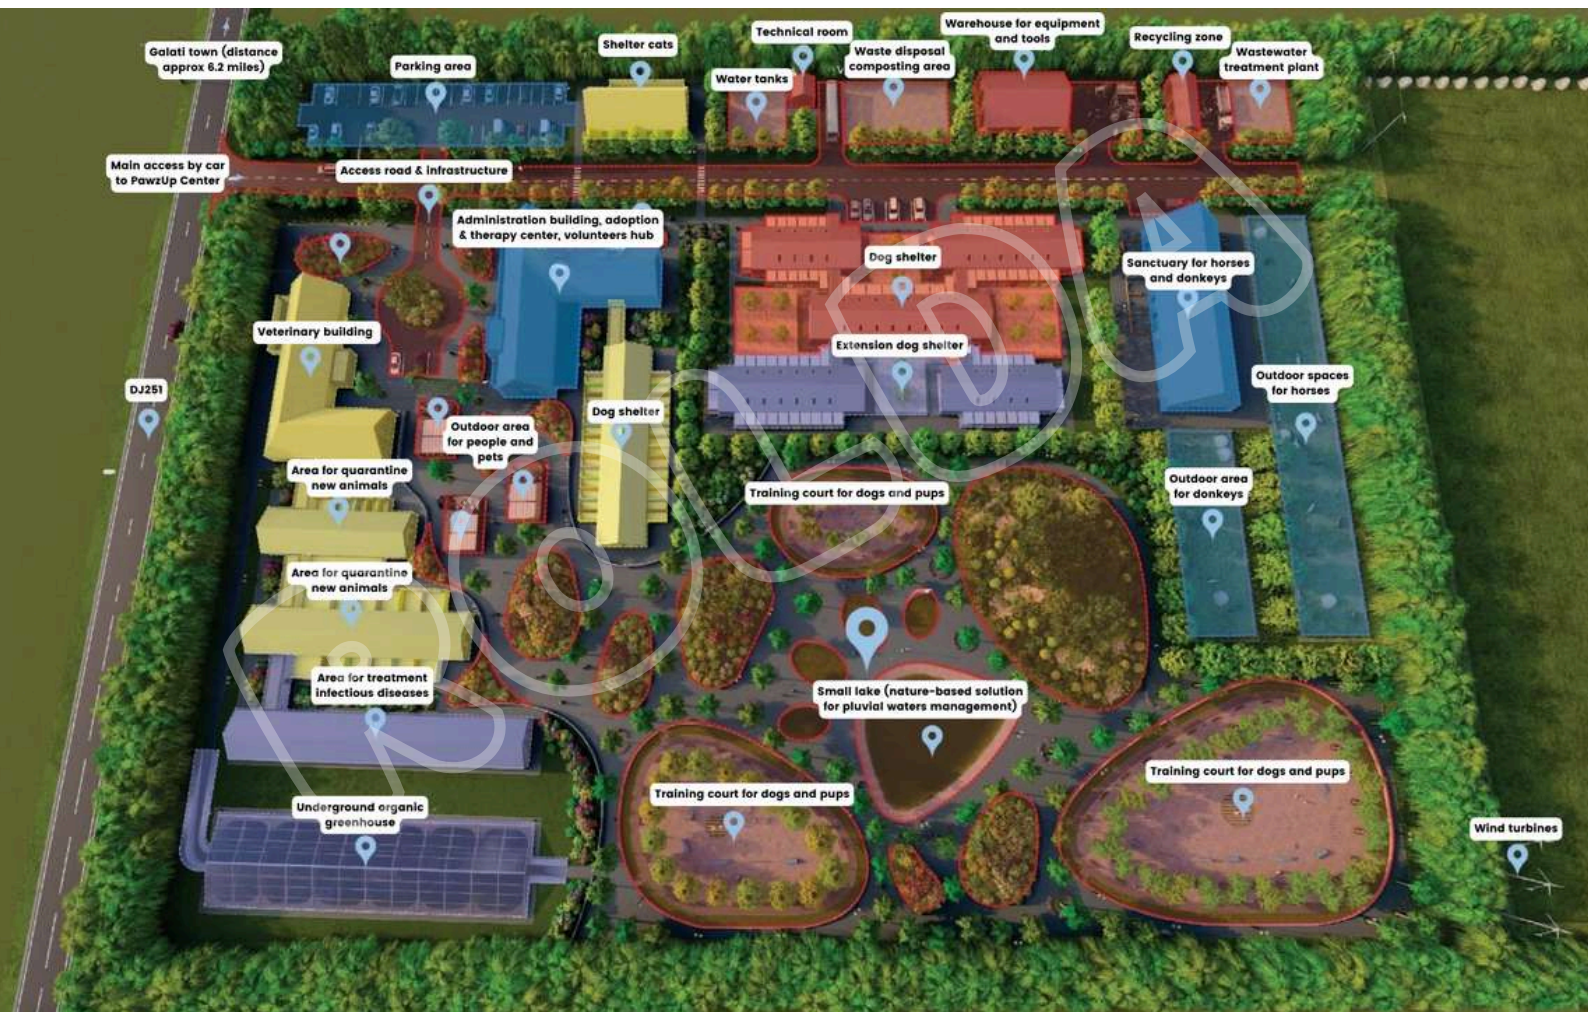 Galati town (distance
approx 6.2 miles)
Parking area
Shelter cats
Technical room
Water tanks
Waste disposal
composting area
Warehouse for equipment
and tools
Recycling zone
Wastewater
treatment plant
Main access by car
to PawzUp Center
Access road & infrastructure
Administration building, adoption
& therapy center, volunteers hub
Dog shelter
Sanctuary for horses
and donkeys
Veterinary building
Extension dog shelter
DJ251
Outdoor spaces
for horses
Dog shelter
Outdoor area
for people and
pets
Area for quarantine
new animals
Training court for dogs and pups
Outdoor area
for donkeys
Area for quarantine
new animals
Area for treatment
infectious diseases
Small lake (nature-based solution
for pluvial waters management)
Training court for dogs and pups
Training court for dogs and pups
Underground organic
greenhouse
Wind turbines
ROLDA